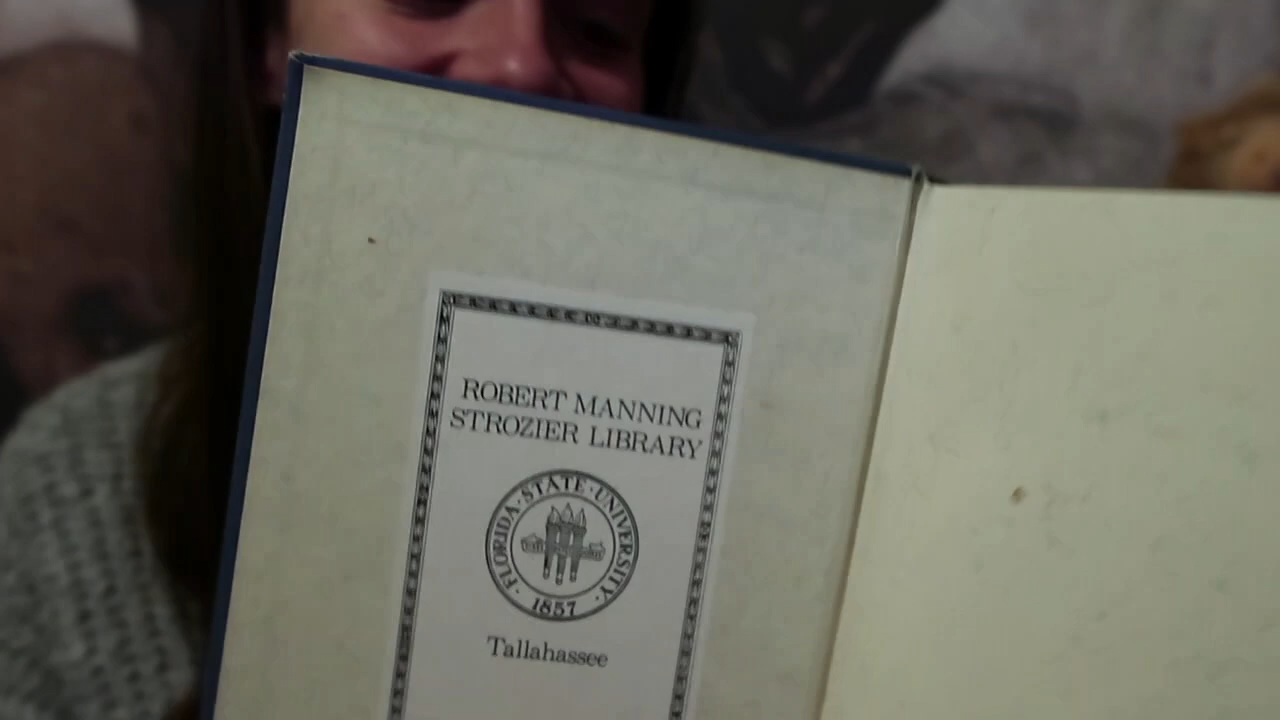 ROBERT MANNING
STROZIER LIBRARY
· FLORIDA · STATE · UNIVERSITY ·
1857
Tallahassee